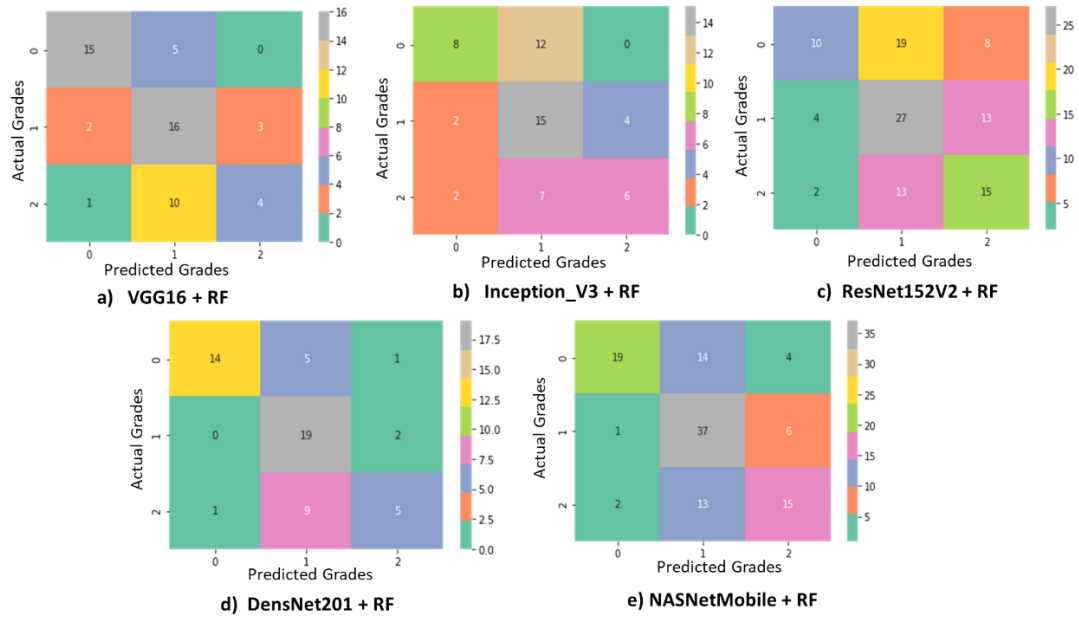 Actual Grades
0
1
2
15 5 0
2 16 3
1 10 4
0 1 2
Predicted Grades
16
14
12
10
8
6
4
2
0
a) VGG16 + RF
Actual Grades
0
1
2
8 12 0
2 15 4
2 7 6
0 1 2
Predicted Grades
14
12
10
8
6
4
2
0
b) Inception_V3 + RF
Actual Grades
0
1
2
10 19 8
4 27 13
2 13 15
0 1 2
Predicted Grades
25
20
15
10
5
c) ResNet152V2 + RF
Actual Grades
0
1
2
14 5 1
0 19 2
1 9 5
0 1 2
Predicted Grades
17.5
15.0
12.5
10.0
7.5
5.0
2.5
0.0
d) DensNet201 + RF
Actual Grades
0
1
2
19 14 4
1 37 6
2 13 15
0 1 2
Predicted Grades
35
30
25
20
15
10
5
e) NASNetMobile + RF